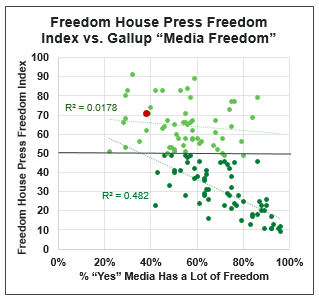 Freedom House Press Freedom
Index vs. Gallup “Media Freedom”
Freedom House Press Freedom Index
100
90
80
70
60
50
40
30
20
10
0
R² = 0.0178
R² = 0.482
0% 20% 40% 60% 80% 100%
% “Yes” Media Has a Lot of Freedom